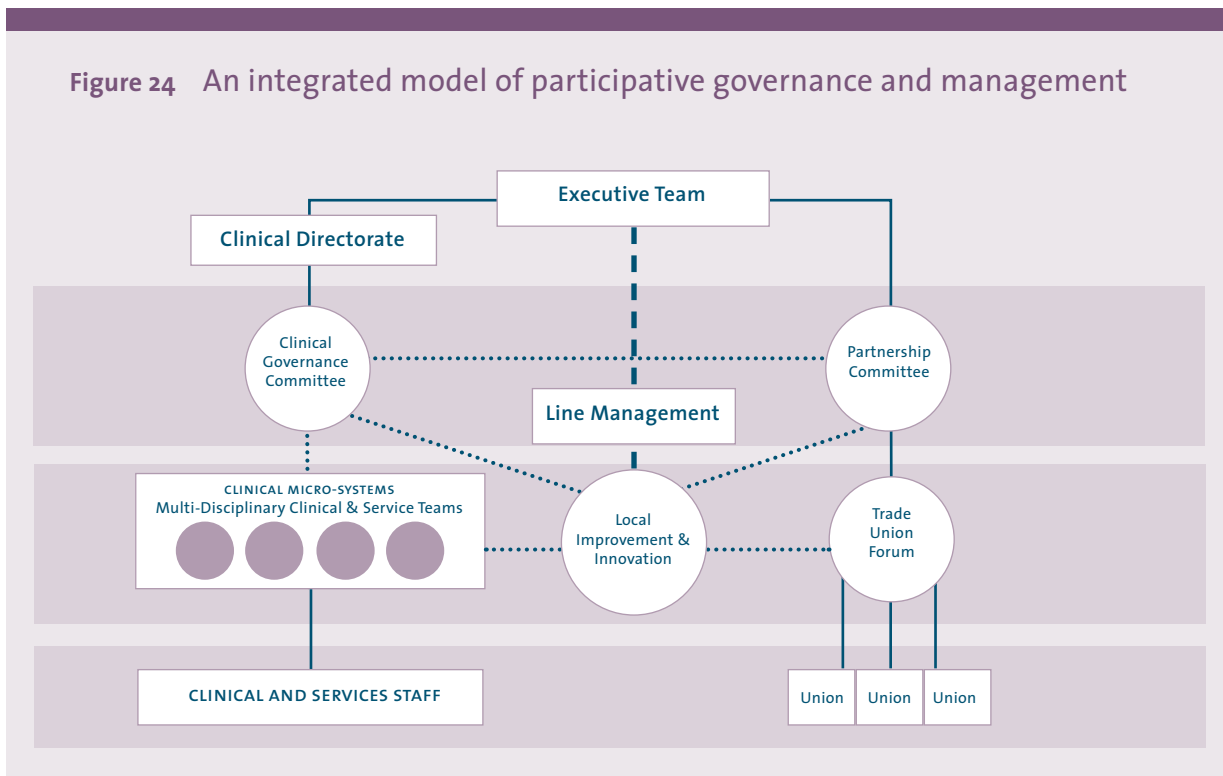 Figure 24 An integrated model of participative governance and management
Executive Team
Clinical Directorate
Clinical
Governance
Committee
Partnership
Committee
Line Management
CLINICAL MICRO-SYSTEMS
Multi-Disciplinary Clinical & Service Teams
Local
Improvement &
Innovation
Trade
Union
Forum
CLINICAL AND SERVICES STAFF
Union
Union
Union